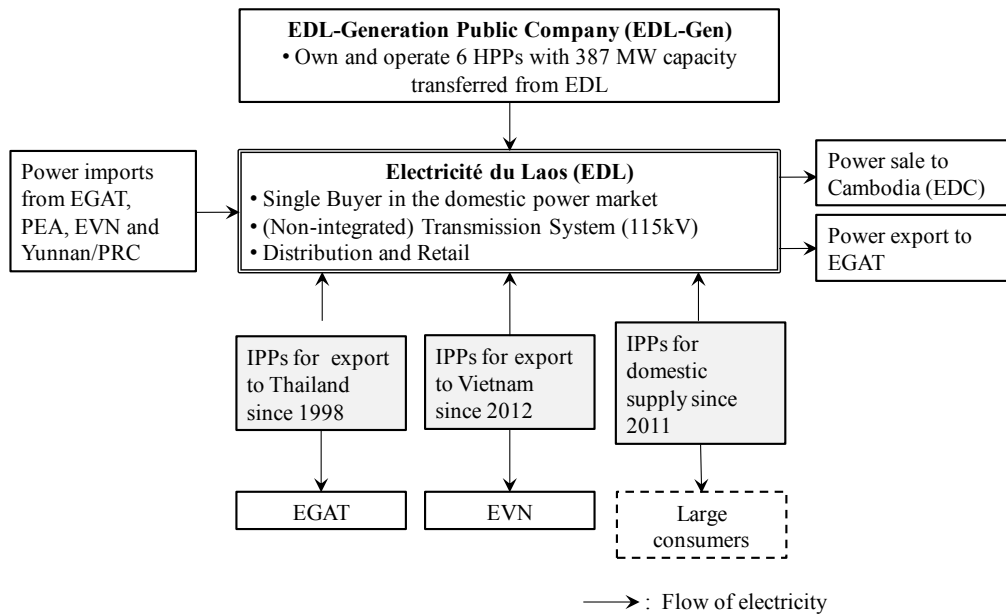 EDL-Generation Public Company (EDL-Gen)
• Own and operate 6 HPPs with 387 MW capacity
transferred from EDL
Power imports
from EGAT,
PEA, EVN and
Yunnan/PRC
Electricité du Laos (EDL)
• Single Buyer in the domestic power market
• (Non-integrated) Transmission System (115kV)
• Distribution and Retail
Power sale to
Cambodia (EDC)
Power export to
EGAT
IPPs for export
to Thailand
since 1998
IPPs for export
to Vietnam
since 2012
IPPs for
domestic
supply since
2011
EGAT
EVN
Large
consumers
: Flow of electricity